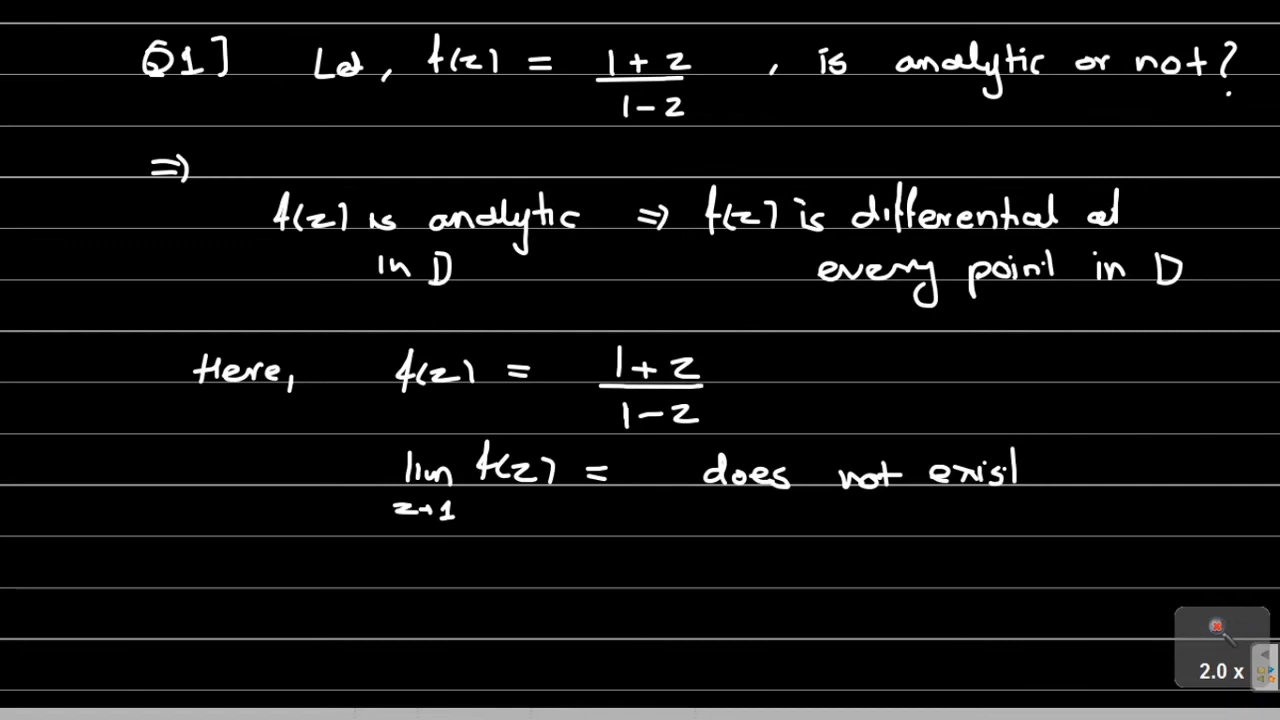 Q1] Let, f(z) = 1+z / 1-z , is analytic or not?
⇒
f(z) is analytic ⇒ f(z) is differential at
in D every point in D
Here, f(z) = 1+z / 1-z
lim f(z) = does not exist
z→1
2.0 x